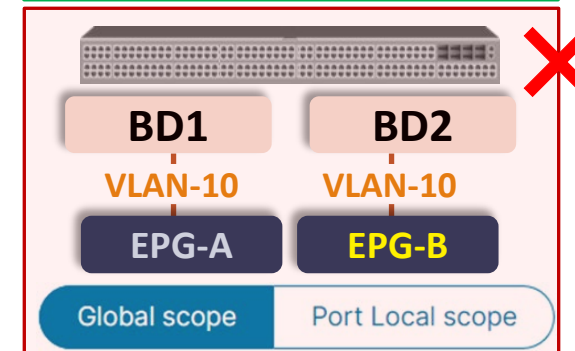 BD1 BD2
VLAN-10 VLAN-10
EPG-A EPG-B
Global scope Port Local scope